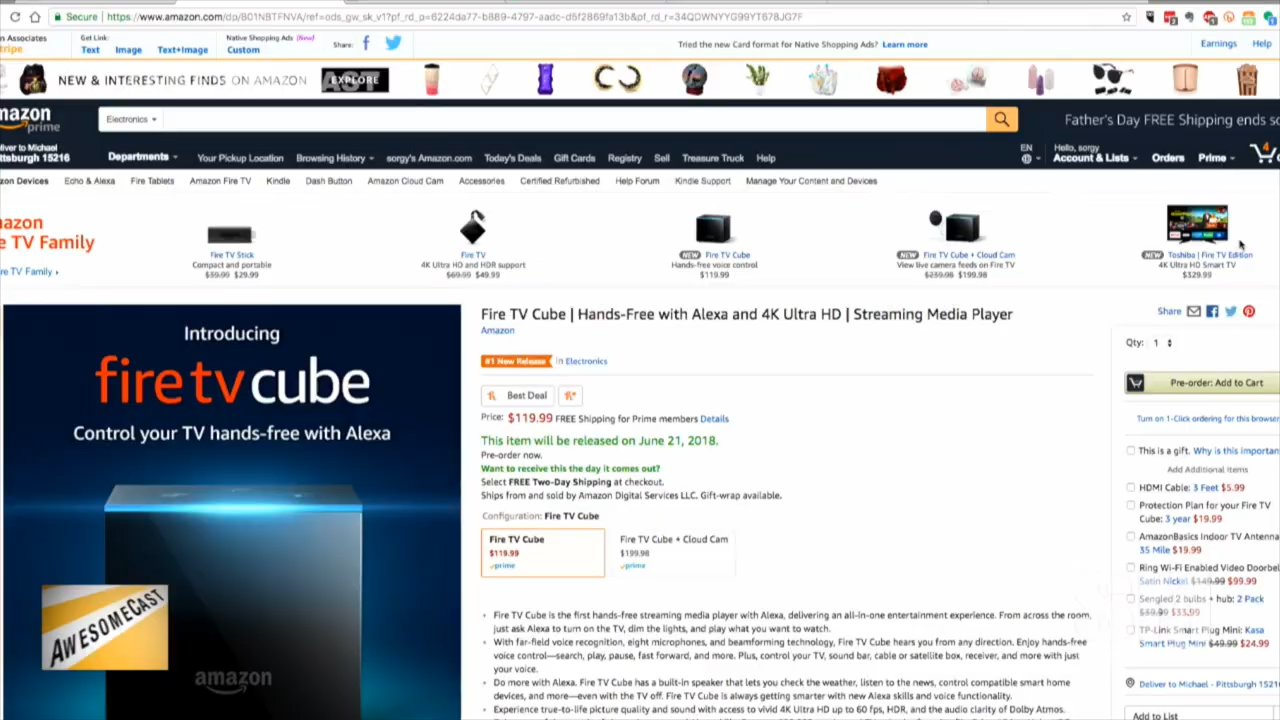 Secure | https://www.amazon.com/dp/B01NBTFNVA/ref=ods_gw_sk_v1?pf_rd_p=6224da77-b889-4797-aadc-d5f2869fa13b&pf_rd_r=34QDWNYYG99YT678JG7F
n Associates
tripe
Get Link:
Text Image Text+Image
Native Shopping Ads (New)
Custom
Share:
Tried the new Card format for Native Shopping Ads? Learn more
Earnings Help
NEW & INTERESTING FINDS ON AMAZON EXPLORE
mazon
prime
Electronics
Father's Day FREE Shipping ends so
liver to Michael
Pittsburgh 15216
Departments Your Pickup Location Browsing History sorgy's Amazon.com Today's Deals Gift Cards Registry Sell Treasure Truck Help
EN
Hello, sorgy
Account & Lists Orders Prime 4
zon Devices Echo & Alexa Fire Tablets Amazon Fire TV Kindle Dash Button Amazon Cloud Cam Accessories Certified Refurbished Help Forum Kindle Support Manage Your Content and Devices
azon
e TV Family
re TV Family ›
Fire TV Stick
Compact and portable
$39.99 $29.99
Fire TV
4K Ultra HD and HDR support
$69.99 $49.99
NEW Fire TV Cube
Hands-free voice control
$119.99
NEW Fire TV Cube + Cloud Cam
View live camera feeds on Fire TV
$239.98 $199.98
NEW Toshiba | Fire TV Edition
4K Ultra HD Smart TV
$329.99
Introducing
fire tv cube
Control your TV hands-free with Alexa
amazon
AWESOMECAST
Fire TV Cube | Hands-Free with Alexa and 4K Ultra HD | Streaming Media Player
Amazon
#1 New Release in Electronics
Best Deal
Price: $119.99 FREE Shipping for Prime members Details
This item will be released on June 21, 2018.
Pre-order now.
Want to receive this the day it comes out?
Select FREE Two-Day Shipping at checkout.
Ships from and sold by Amazon Digital Services LLC. Gift-wrap available.
Configuration: Fire TV Cube
Fire TV Cube
$119.99
prime
Fire TV Cube + Cloud Cam
$199.98
prime
Fire TV Cube is the first hands-free streaming media player with Alexa, delivering an all-in-one entertainment experience. From across the room,
just ask Alexa to turn on the TV, dim the lights, and play what you want to watch.
With far-field voice recognition, eight microphones, and beamforming technology, Fire TV Cube hears you from any direction. Enjoy hands-free
voice control—search, play, pause, fast forward, and more. Plus, control your TV, sound bar, cable or satellite box, receiver, and more with just
your voice.
Do more with Alexa. Fire TV Cube has a built-in speaker that lets you check the weather, listen to the news, control compatible smart home
devices, and more—even with the TV off. Fire TV Cube is always getting smarter with new Alexa skills and voice functionality.
Experience true-to-life picture quality and sound with access to vivid 4K Ultra HD up to 60 fps, HDR, and the audio clarity of Dolby Atmos.
Share
Qty: 1
Pre-order: Add to Cart
Turn on 1-Click ordering for this browser
This is a gift. Why is this important
Add Additional Items
HDMI Cable: 3 Feet $5.99
Protection Plan for your Fire TV
Cube: 3 year $19.99
AmazonBasics Indoor TV Antenna
35 Mile $19.99
Ring Wi-Fi Enabled Video Doorbel
Satin Nickel $149.99 $99.99
Sengled 2 bulbs + hub: 2 Pack
$39.99 $33.99
TP-Link Smart Plug Mini: Kasa
Smart Plug Mini $49.99 $24.99
Deliver to Michael - Pittsburgh 1521
Add to List